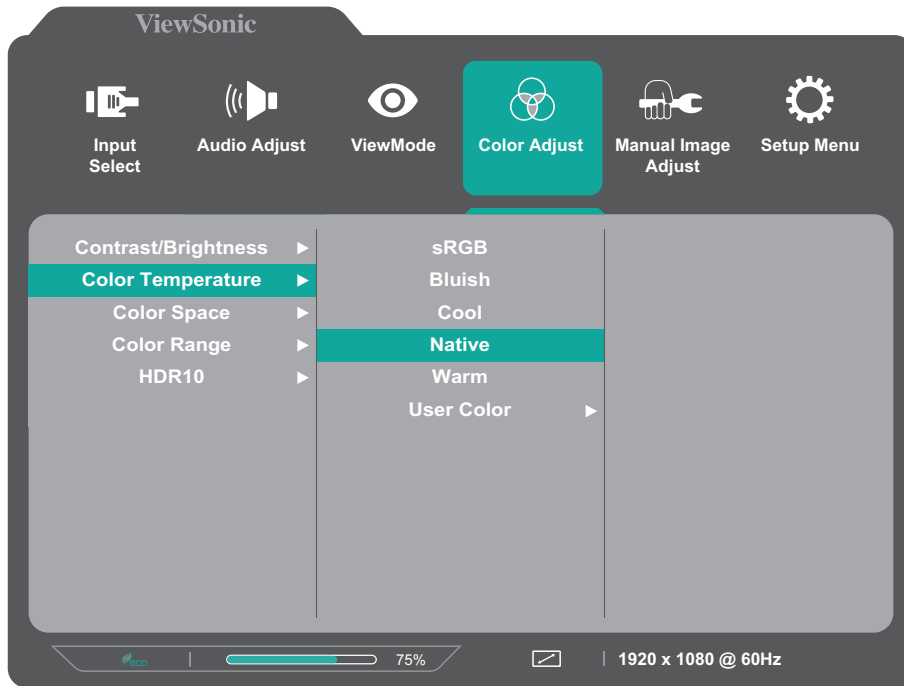 ViewSonic
Input
Select
Audio Adjust
ViewMode
Color Adjust
Manual Image
Adjust
Setup Menu
Contrast/Brightness
Color Temperature
Color Space
Color Range
HDR10
sRGB
Bluish
Cool
Native
Warm
User Color
eco
75%
1920 x 1080 @ 60Hz